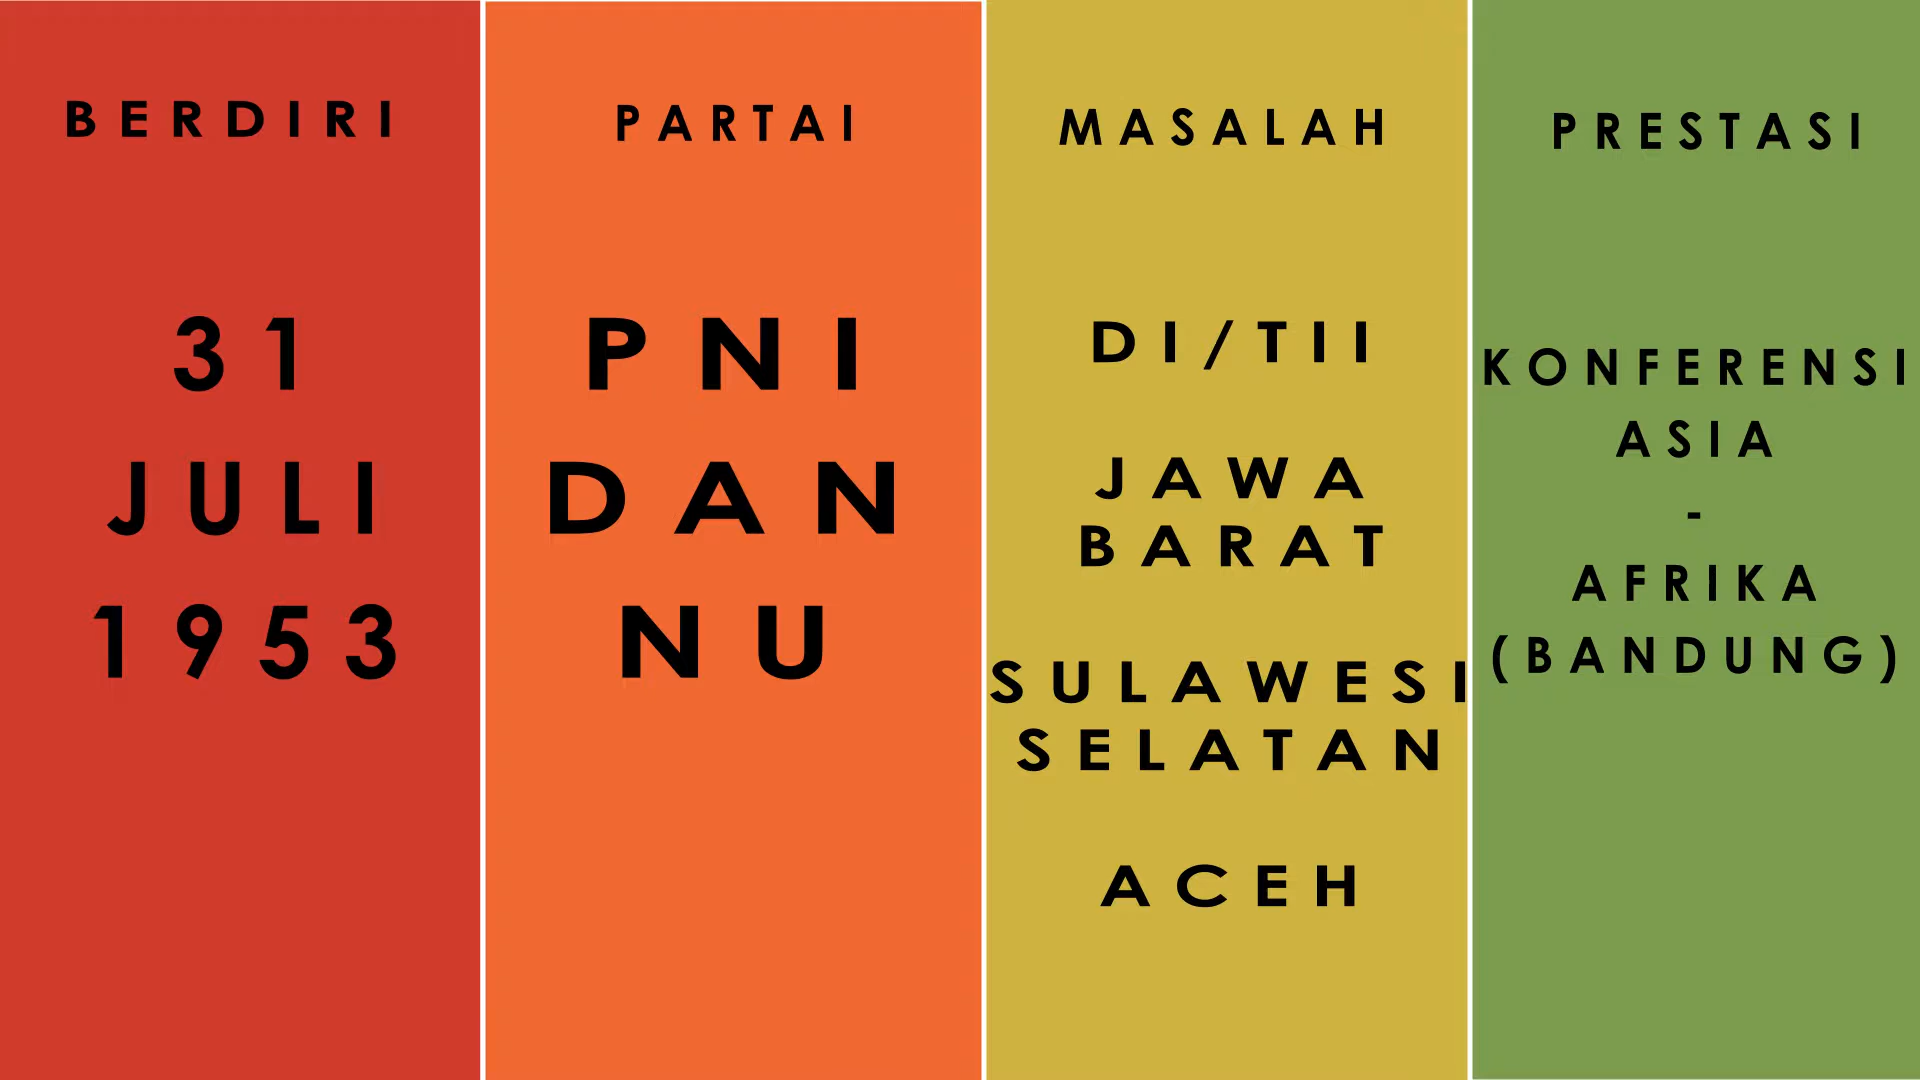 BERDIRI
31
JULI
1953
PARTAI
PNI
DAN
NU
MASALAH
DI/TII
JAWA
BARAT
SULAWESI
SELATAN
ACEH
PRESTASI
KONFERENSI
ASIA
-
AFRIKA
(BANDUNG)